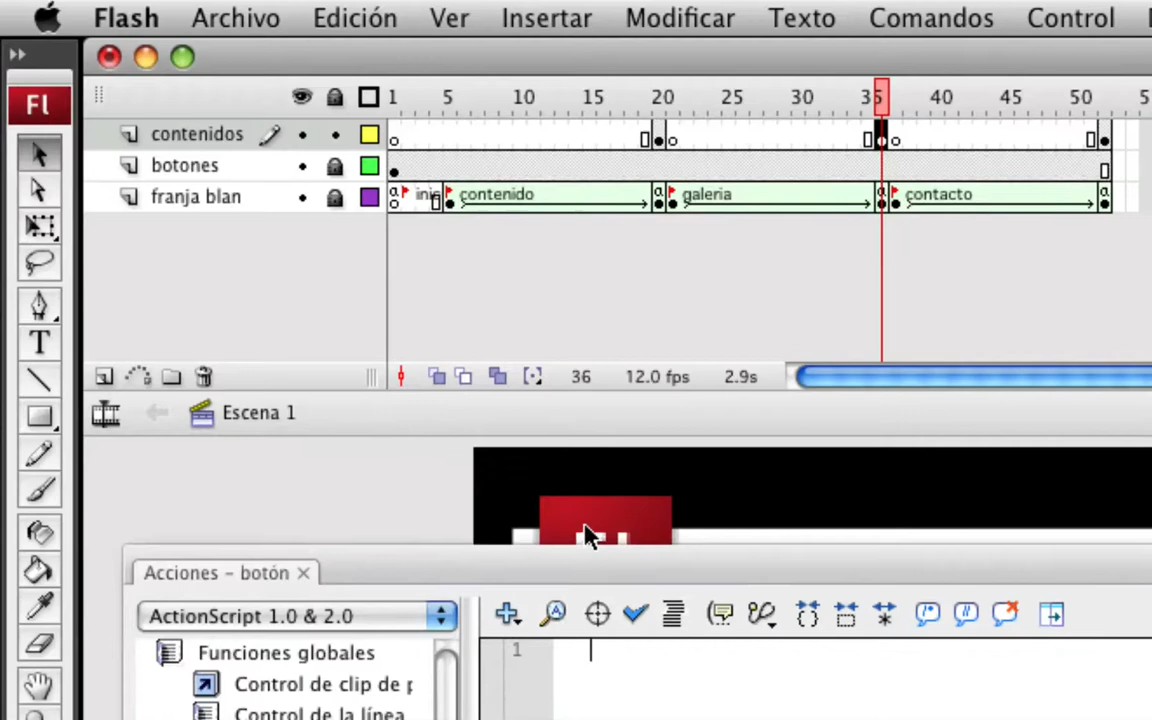 Flash Archivo Edición Ver Insertar Modificar Texto Comandos Control
Fl
1 5 10 15 20 25 30 35 40 45 50 5
contenidos
botones
franja blan inic contenido galeria contacto
T
36 12.0 fps 2.9s
Escena 1
Acciones – botón
ActionScript 1.0 & 2.0
Funciones globales 1
Control de clip de p
Control de la línea